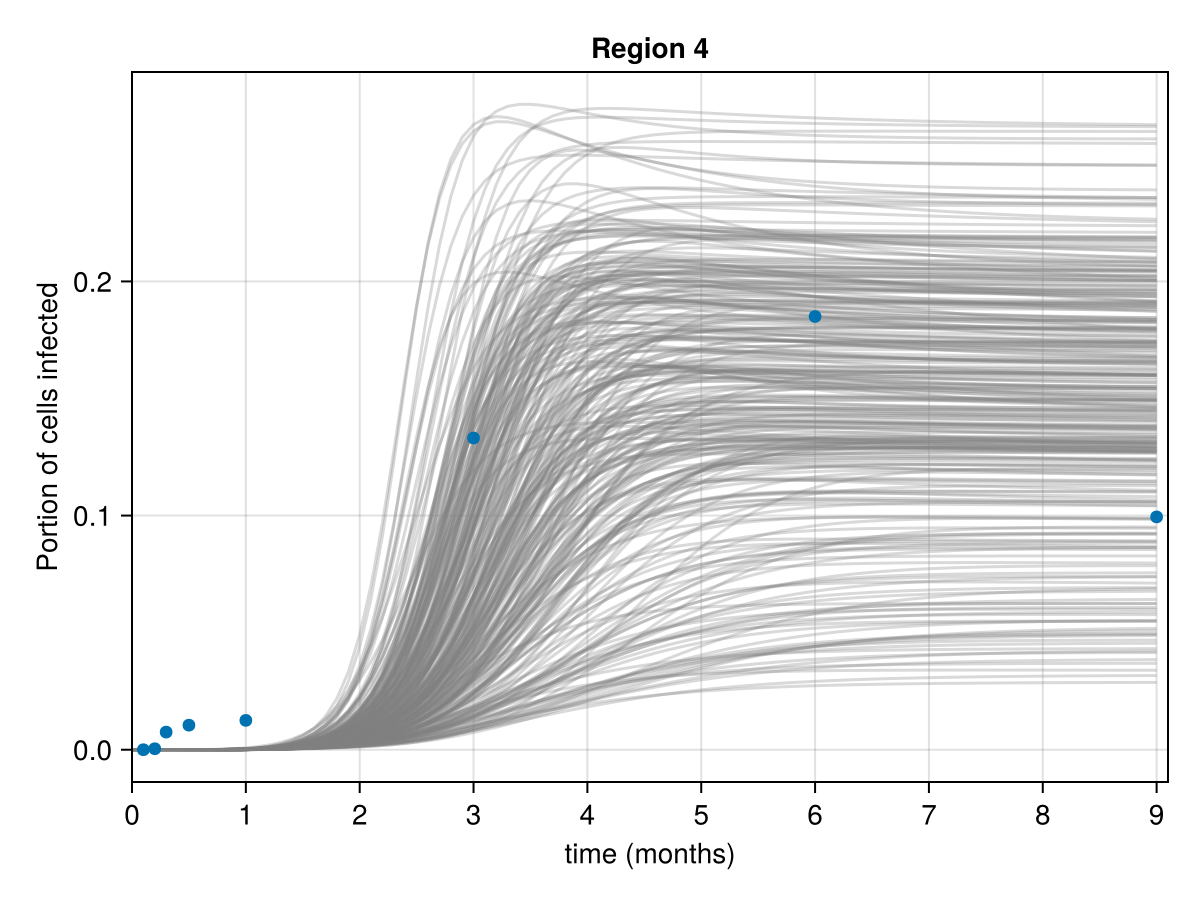 Region 4
Portion of cells infected
0.2
0.1
0.0
0 1 2 3 4 5 6 7 8 9
time (months)